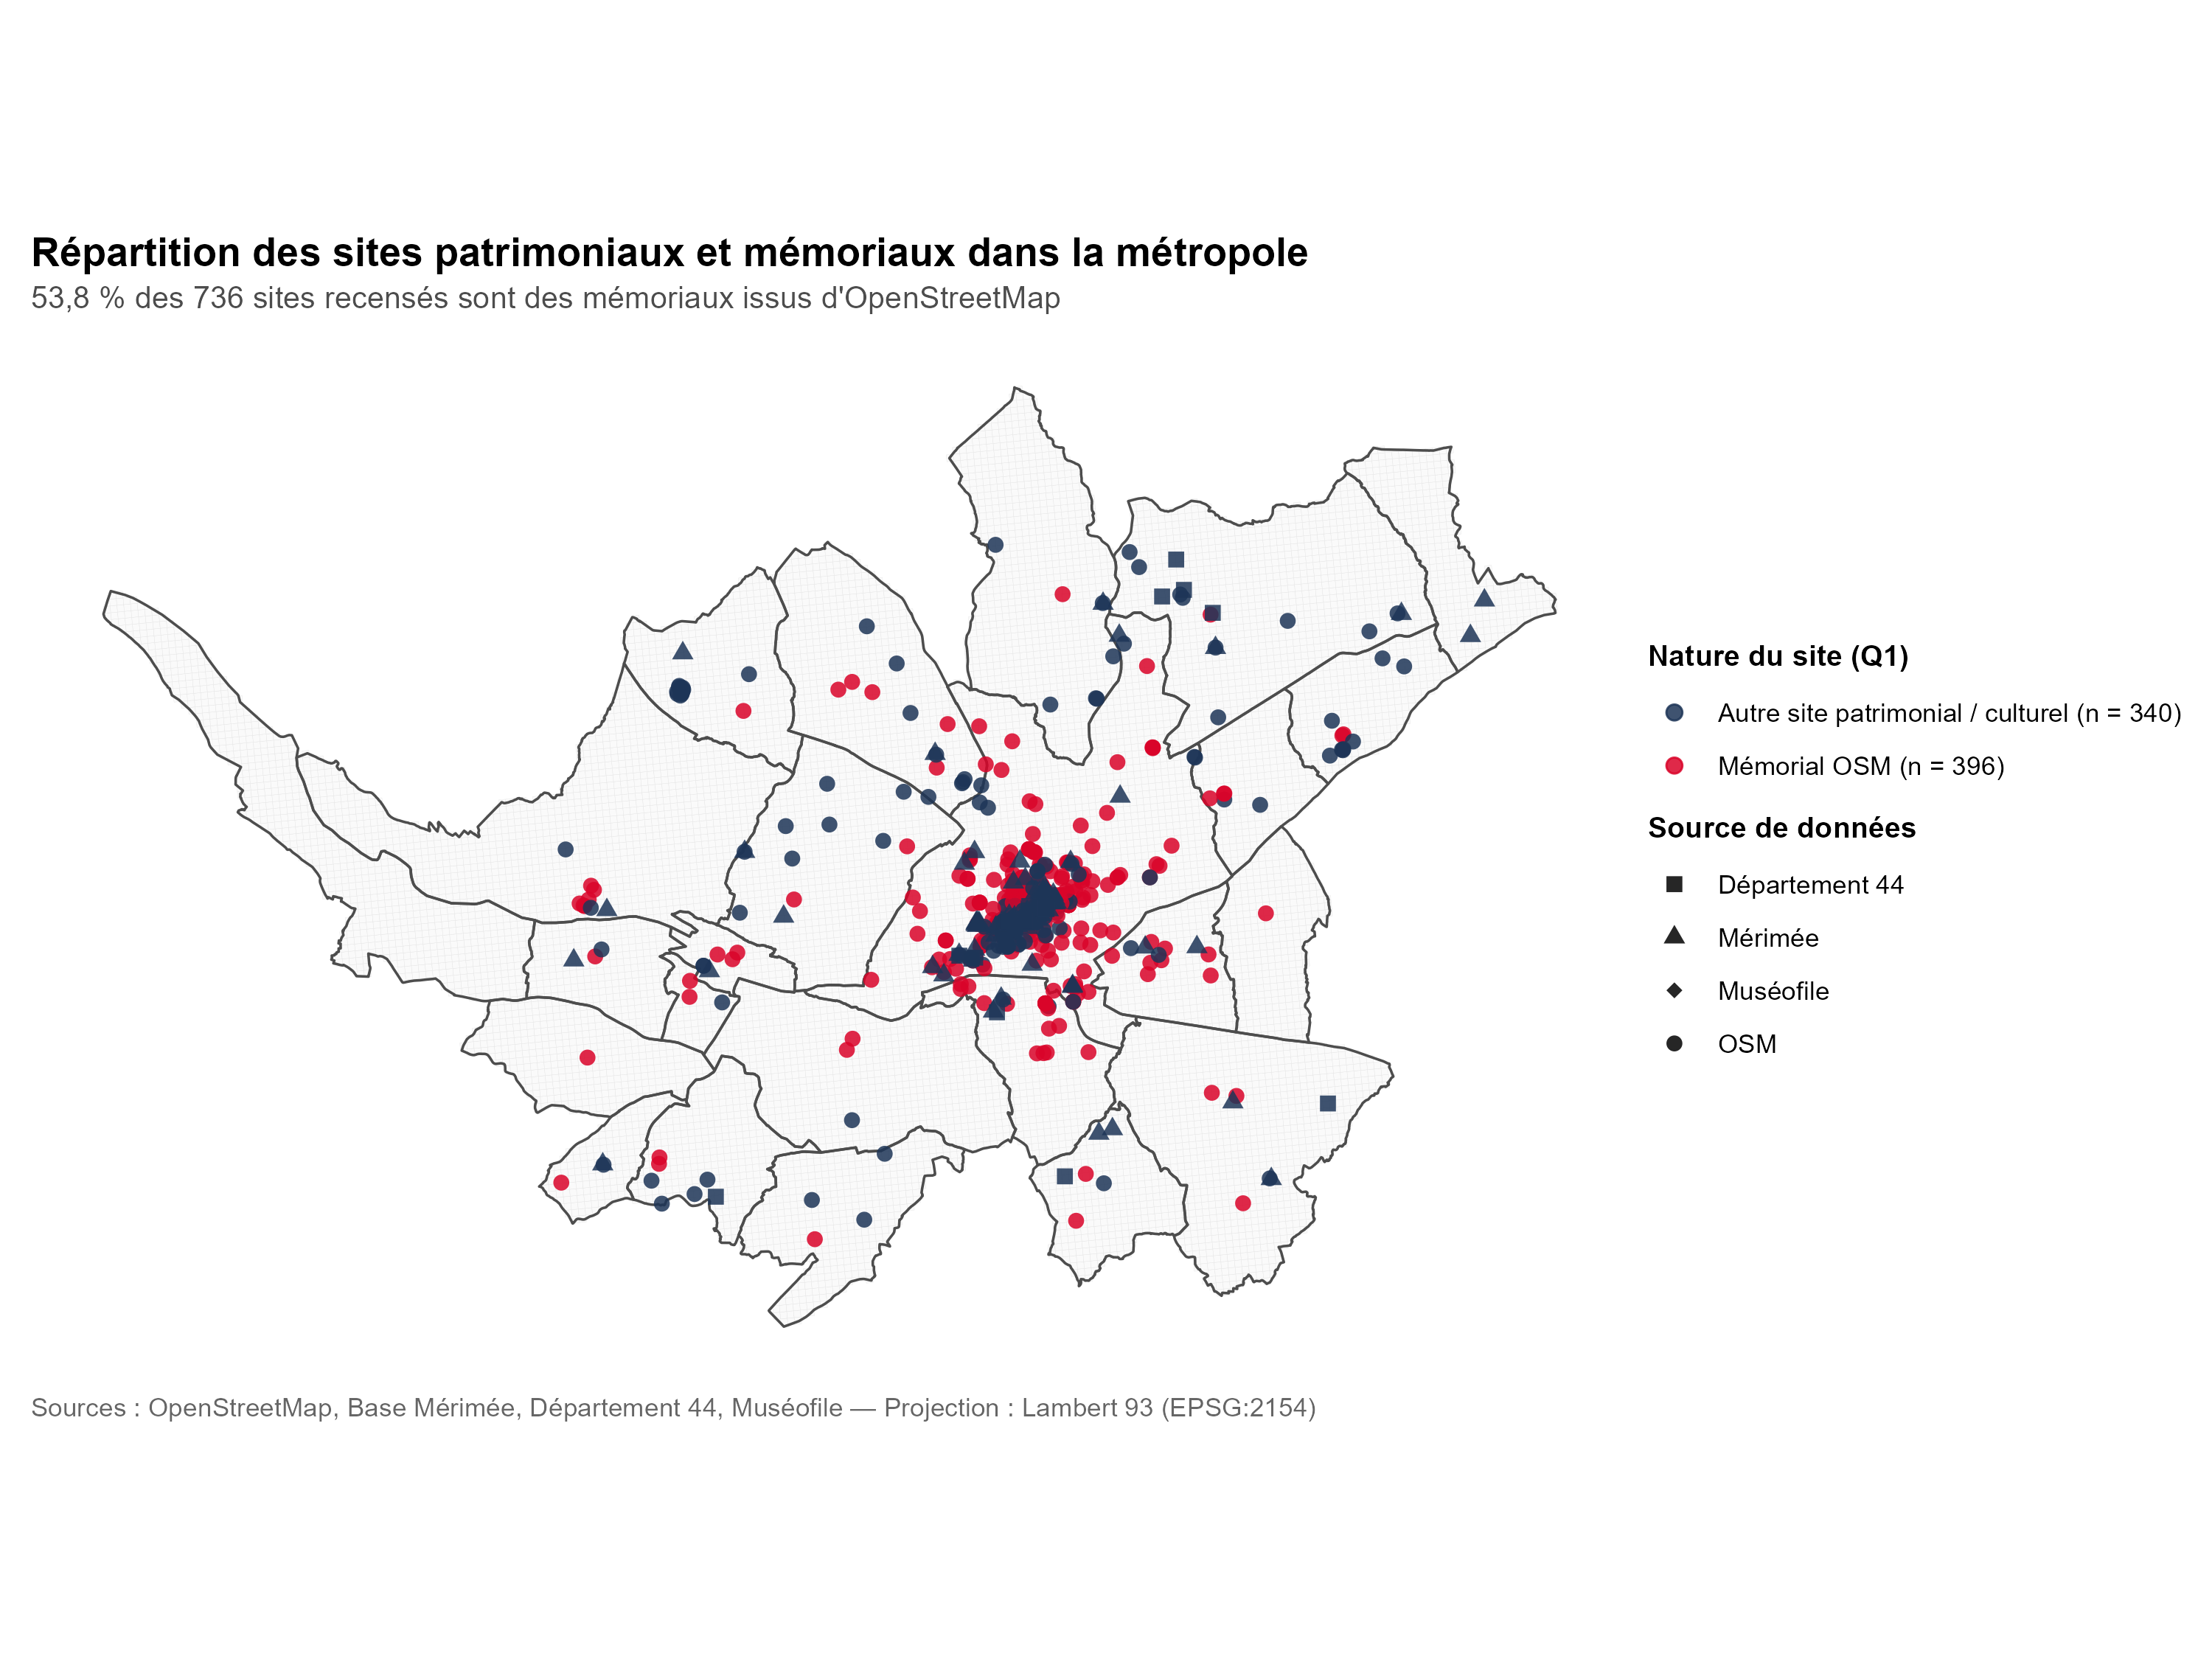 Répartition des sites patrimoniaux et mémoriaux dans la métropole
53,8 % des 736 sites recensés sont des mémoriaux issus d'OpenStreetMap
Nature du site (Q1)
Autre site patrimonial / culturel (n = 340)
Mémorial OSM (n = 396)
Source de données
Département 44
Mérimée
Muséofile
OSM
Sources : OpenStreetMap, Base Mérimée, Département 44, Muséofile — Projection : Lambert 93 (EPSG:2154)